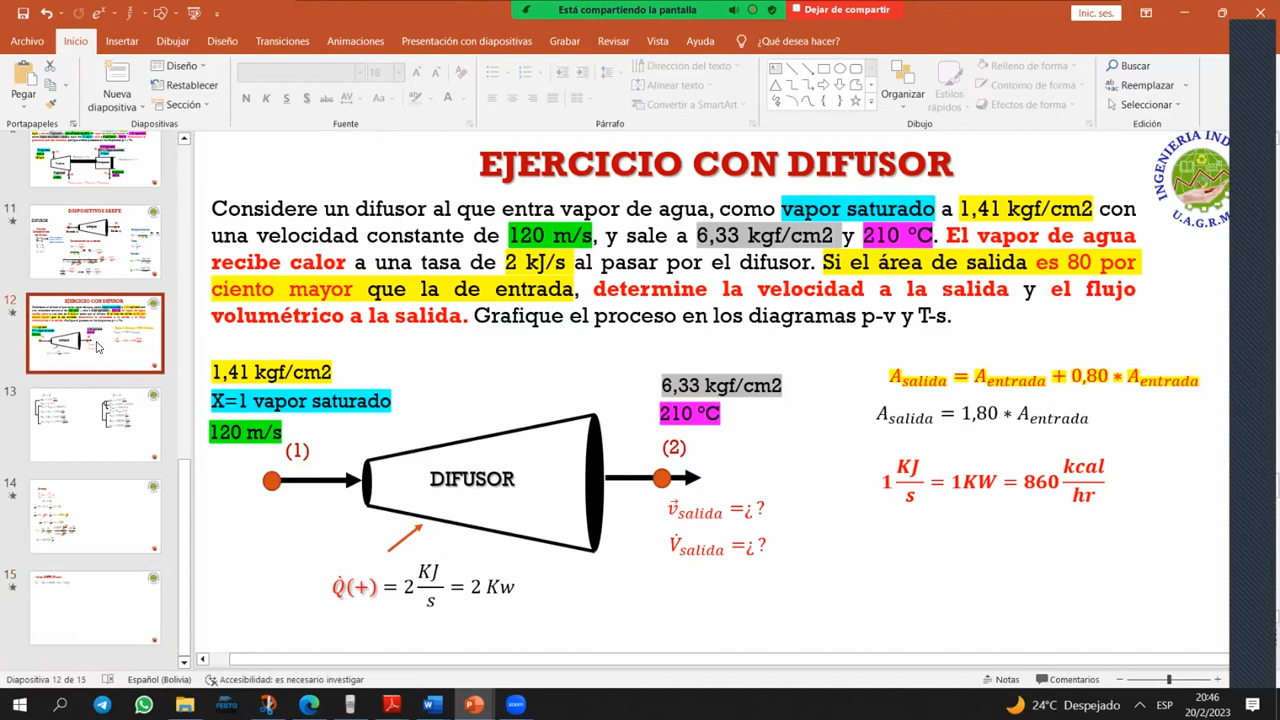 Está compartiendo la pantalla
Dejar de compartir
Inic. ses.
Archivo Inicio Insertar Dibujar Diseño Transiciones Animaciones Presentación con diapositivas Grabar Revisar Vista Ayuda ¿Qué desea hacer?
Pegar
Nueva diapositiva
Diseño
Restablecer
Sección
18
N K S S abc AV Aa A A
Dirección del texto
Alinear texto
Convertir a SmartArt
Organizar
Estilos rápidos
Relleno de forma
Contorno de forma
Efectos de forma
Buscar
Reemplazar
Seleccionar
Portapapeles Diapositivas Fuente Párrafo Dibujo Edición
11
12
13
14
15
EJERCICIO CON DIFUSOR
INGENIERIA IND
U.A.G.R.M
Considere un difusor al que entra vapor de agua, como vapor saturado a 1,41 kgf/cm2 con
una velocidad constante de 120 m/s, y sale a 6,33 kgf/cm2 y 210 °C. El vapor de agua
recibe calor a una tasa de 2 kJ/s al pasar por el difusor. Si el área de salida es 80 por
ciento mayor que la de entrada, determine la velocidad a la salida y el flujo
volumétrico a la salida. Grafique el proceso en los diagramas p-v y T-s.
1,41 kgf/cm2
X=1 vapor saturado
120 m/s
(1)
DIFUSOR
6,33 kgf/cm2
210 °C
(2)
v⃗salida =¿ ?
V̇salida =¿ ?
Q̇(+) = 2 KJ/s = 2 Kw
Asalida = Aentrada + 0,80 * Aentrada
Asalida = 1,80 * Aentrada
1 KJ/s = 1KW = 860 kcal/hr
Diapositiva 12 de 15 Español (Bolivia) Accesibilidad: es necesario investigar Notas Comentarios
24°C Despejado ESP 20:46
20/2/2023